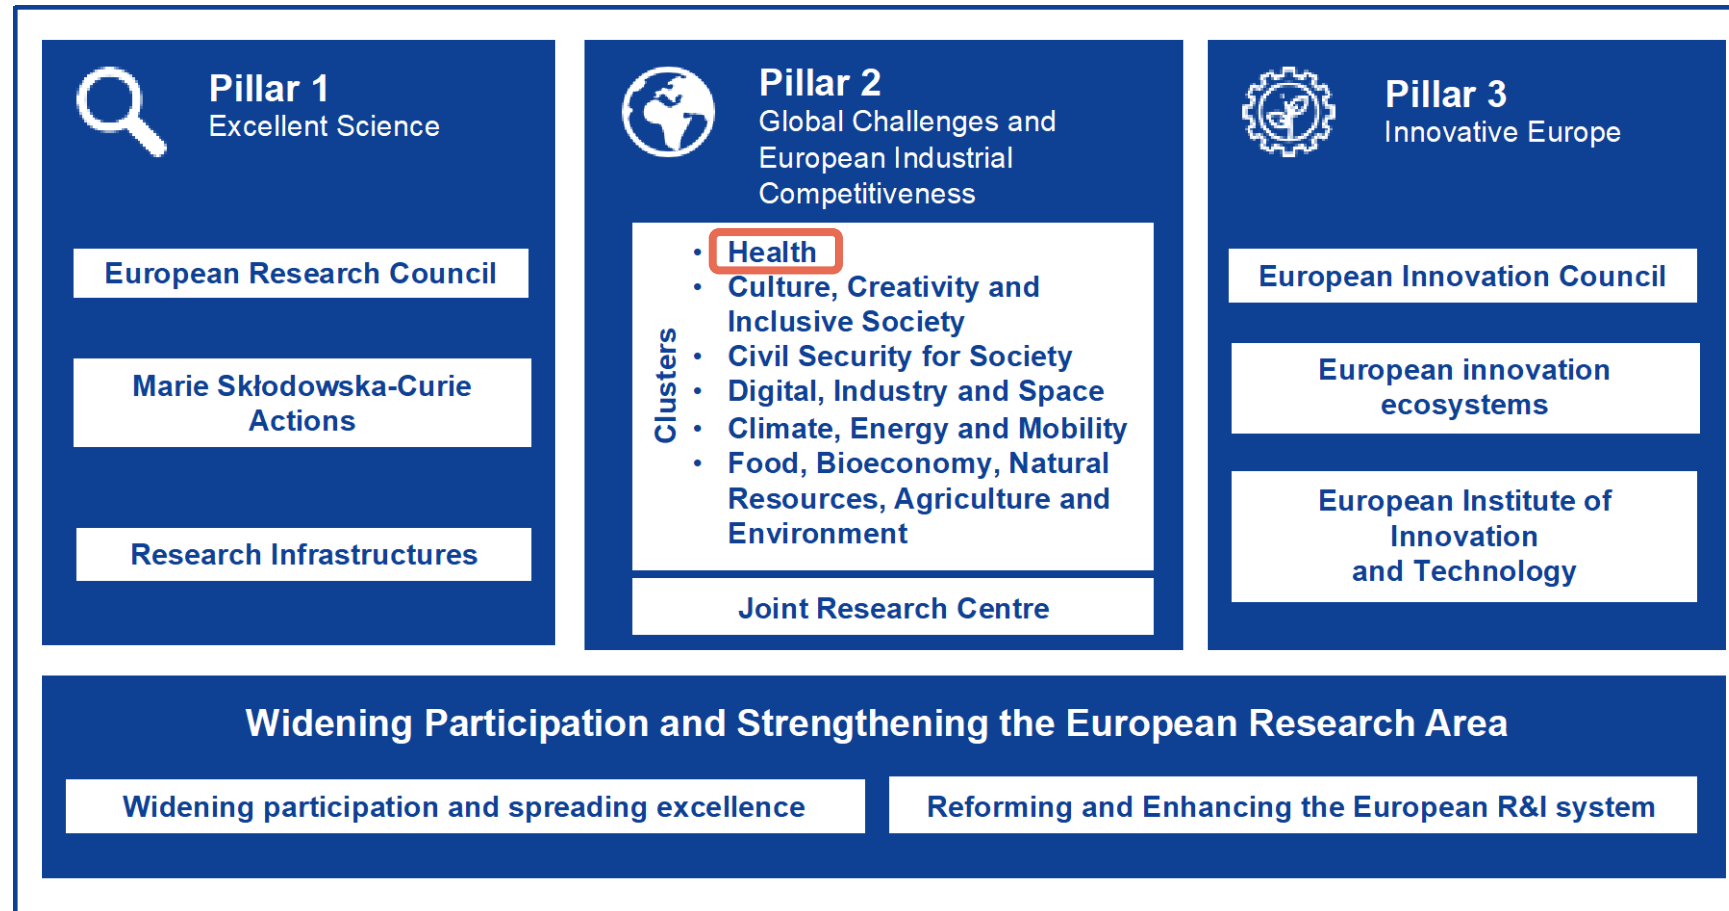 Pillar 1
Excellent Science
European Research Council
Marie Skłodowska-Curie
Actions
Research Infrastructures
Pillar 2
Global Challenges and
European Industrial
Competitiveness
Clusters
• Health
• Culture, Creativity and
Inclusive Society
• Civil Security for Society
• Digital, Industry and Space
• Climate, Energy and Mobility
• Food, Bioeconomy, Natural
Resources, Agriculture and
Environment
Joint Research Centre
Pillar 3
Innovative Europe
European Innovation Council
European innovation
ecosystems
European Institute of
Innovation
and Technology
Widening Participation and Strengthening the European Research Area
Widening participation and spreading excellence
Reforming and Enhancing the European R&I system